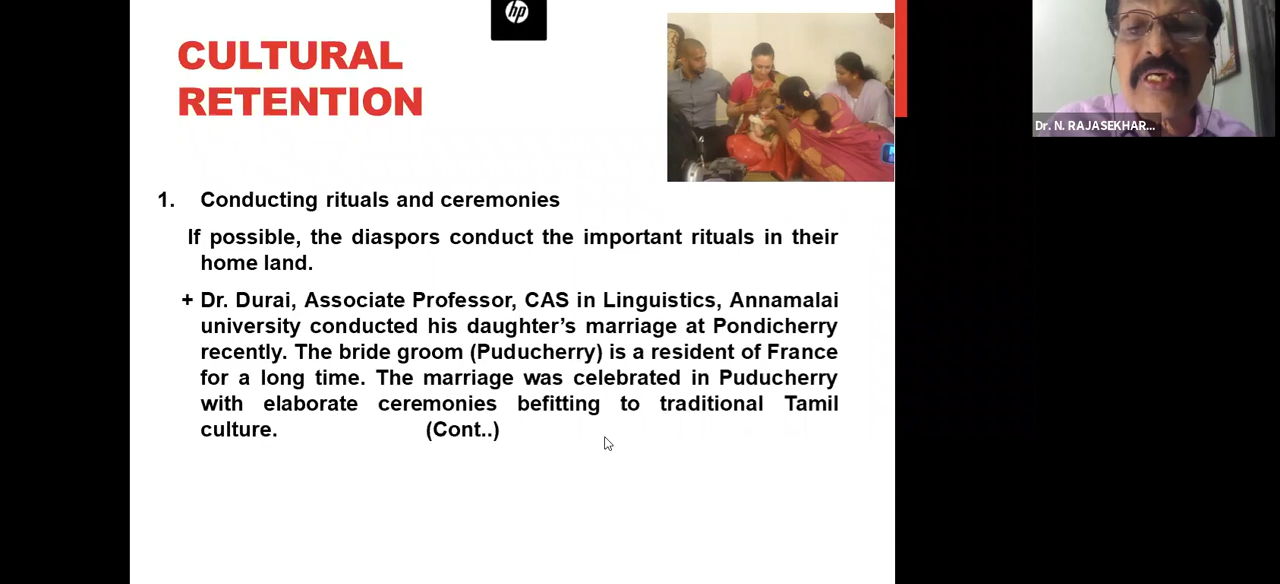 hp
CULTURAL
RETENTION
Dr. N. RAJASEKHAR...
1. Conducting rituals and ceremonies
If possible, the diaspors conduct the important rituals in their
home land.
+ Dr. Durai, Associate Professor, CAS in Linguistics, Annamalai
university conducted his daughter’s marriage at Pondicherry
recently. The bride groom (Puducherry) is a resident of France
for a long time. The marriage was celebrated in Puducherry
with elaborate ceremonies befitting to traditional Tamil
culture. (Cont..)